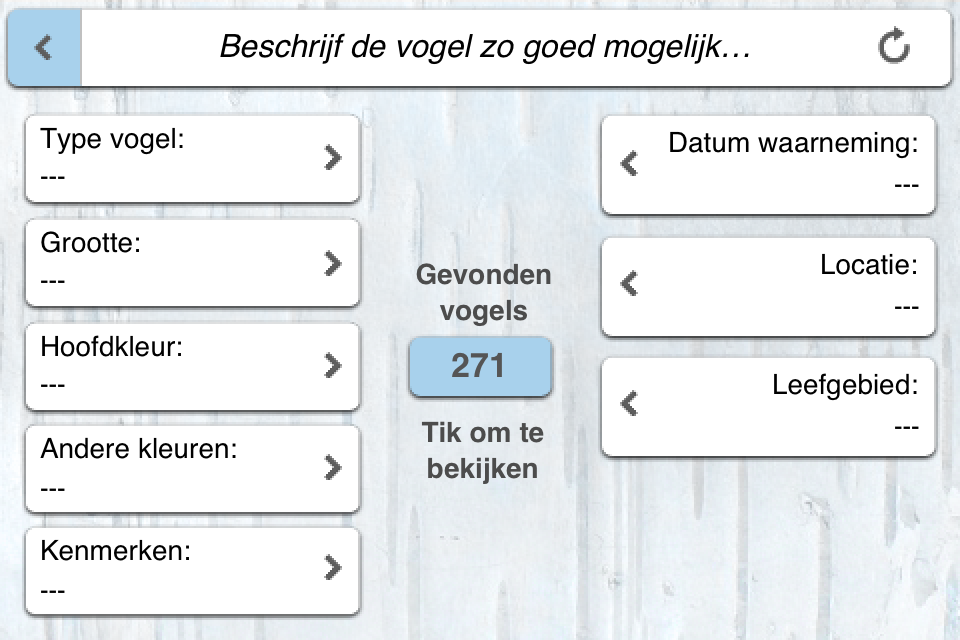 Beschrijf de vogel zo goed mogelijk...
Type vogel:
---
Grootte:
---
Hoofdkleur:
---
Andere kleuren:
---
Kenmerken:
---
Gevonden
vogels
271
Tik om te
bekijken
Datum waarneming:
---
Locatie:
---
Leefgebied:
---